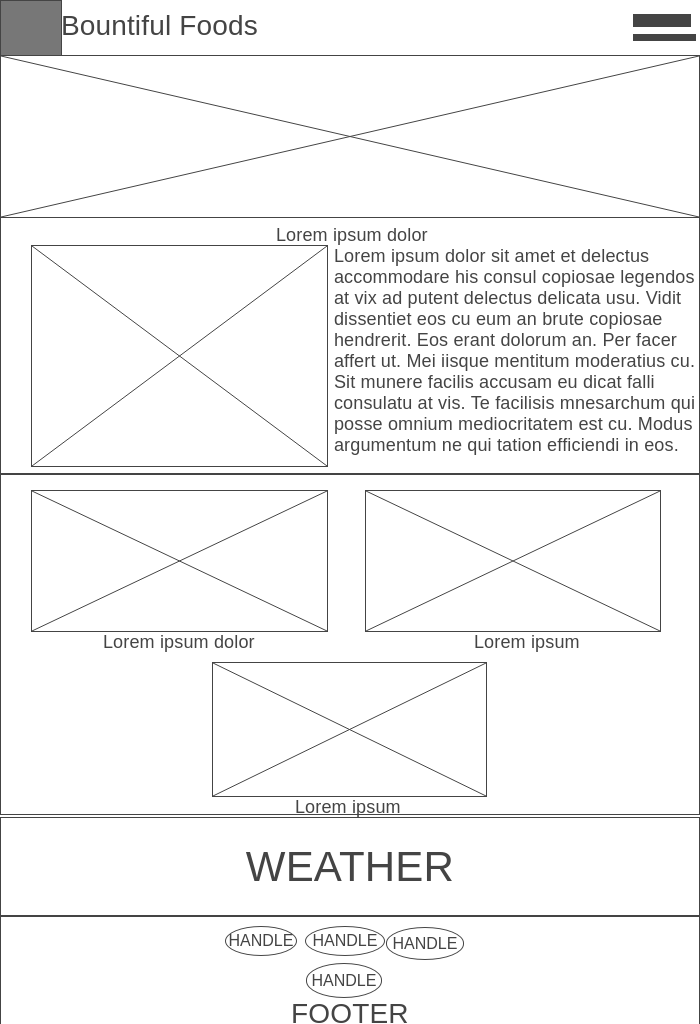 Bountiful Foods
Lorem ipsum dolor
Lorem ipsum dolor sit amet et delectus
accommodare his consul copiosae legendos
at vix ad putent delectus delicata usu. Vidit
dissentiet eos cu eum an brute copiosae
hendrerit. Eos erant dolorum an. Per facer
affert ut. Mei iisque mentitum moderatius cu.
Sit munere facilis accusam eu dicat falli
consulatu at vis. Te facilisis mnesarchum qui
posse omnium mediocritatem est cu. Modus
argumentum ne qui tation efficiendi in eos.
Lorem ipsum dolor
Lorem ipsum
Lorem ipsum
WEATHER
HANDLE
HANDLE
HANDLE
HANDLE
FOOTER